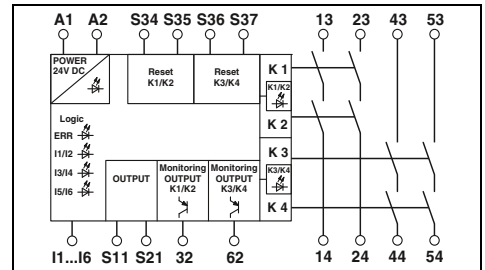 A1 A2 S34 S35 S36 S37 13 23 43 53
POWER
24V DC
Reset
K1/K2
Reset
K3/K4
K 1
K1/K2
K 2
Logic
ERR
I1/I2
I3/I4
I5/I6
K 3
K3/K4
K 4
OUTPUT
Monitoring
OUTPUT
K1/K2
Monitoring
OUTPUT
K3/K4
I1...I6 S11 S21 32 62 14 24 44 54